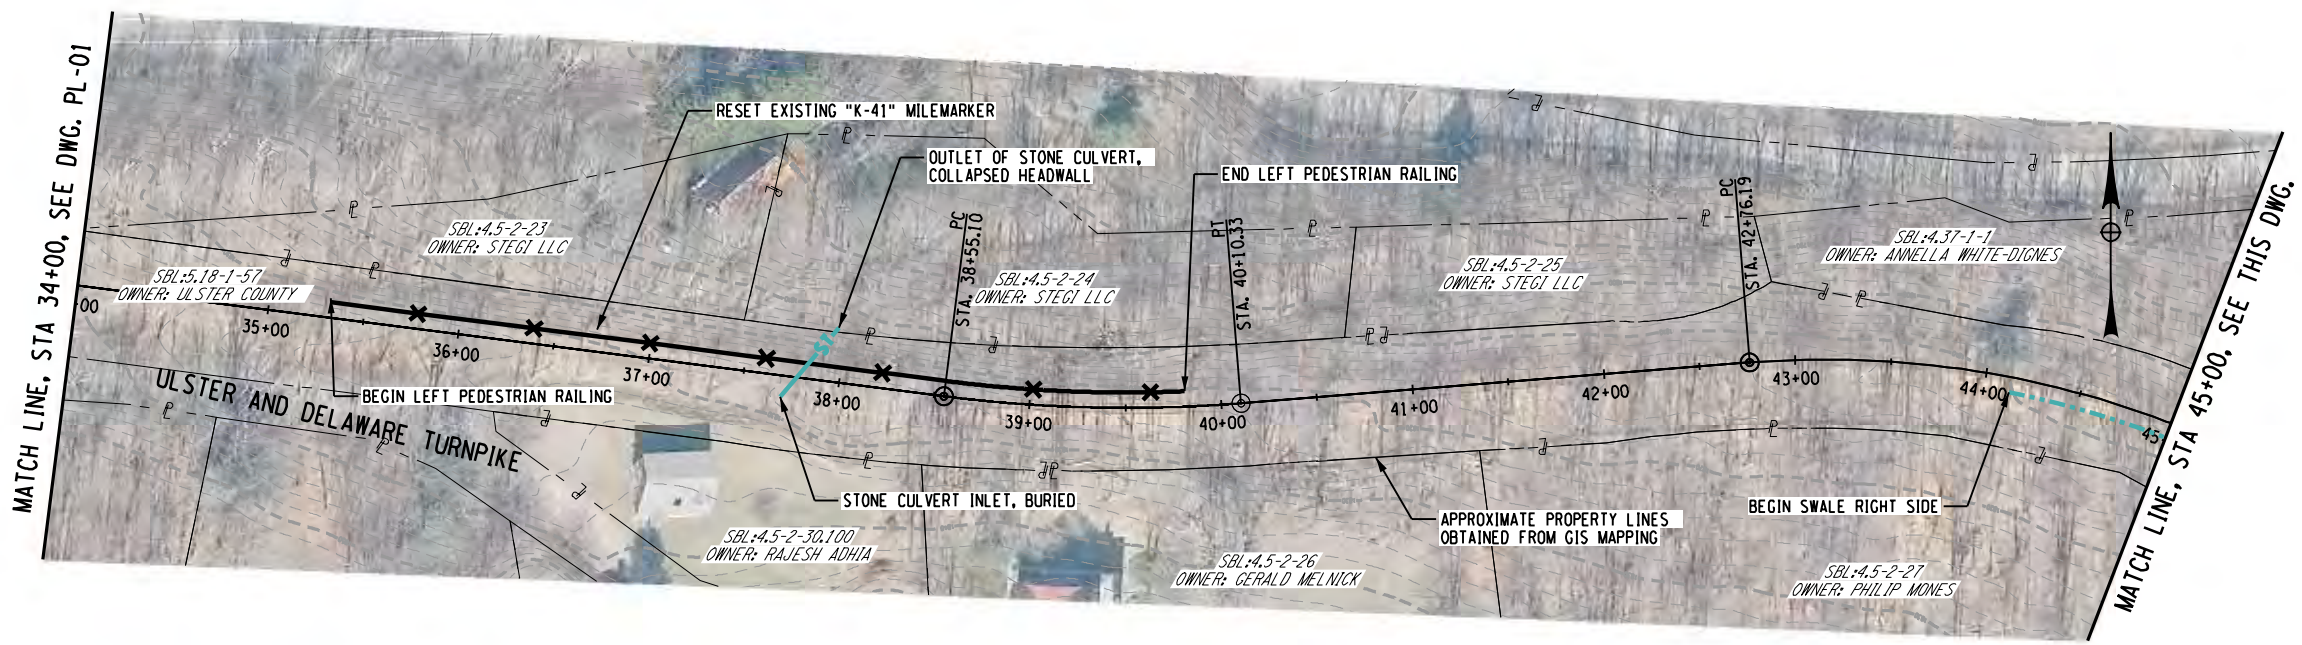 MATCH LINE, STA 34+00, SEE DWG. PL-01
RESET EXISTING "K-41" MILEMARKER
OUTLET OF STONE CULVERT,
COLLAPSED HEADWALL
END LEFT PEDESTRIAN RAILING
SBL:4.5-2-23
OWNER: STEGI LLC
SBL:5.18-1-57
OWNER: ULSTER COUNTY
SBL:4.5-2-24
OWNER: STEGI LLC
SBL:4.5-2-25
OWNER: STEGI LLC
SBL:4.37-1-1
OWNER: ANNELLA WHITE-DIGNES
PC
STA. 38+55.10
PT
STA. 40+10.33
PC
STA. 42+76.19
00
35+00
36+00
37+00
38+00
39+00
40+00
41+00
42+00
43+00
44+00
45
S1
BEGIN LEFT PEDESTRIAN RAILING
ULSTER AND DELAWARE TURNPIKE
STONE CULVERT INLET, BURIED
APPROXIMATE PROPERTY LINES
OBTAINED FROM GIS MAPPING
BEGIN SWALE RIGHT SIDE
SBL:4.5-2-30.100
OWNER: RAJESH ADHIA
SBL:4.5-2-26
OWNER: GERALD MELNICK
SBL:4.5-2-27
OWNER: PHILIP MONES
MATCH LINE, STA 45+00, SEE THIS DWG.